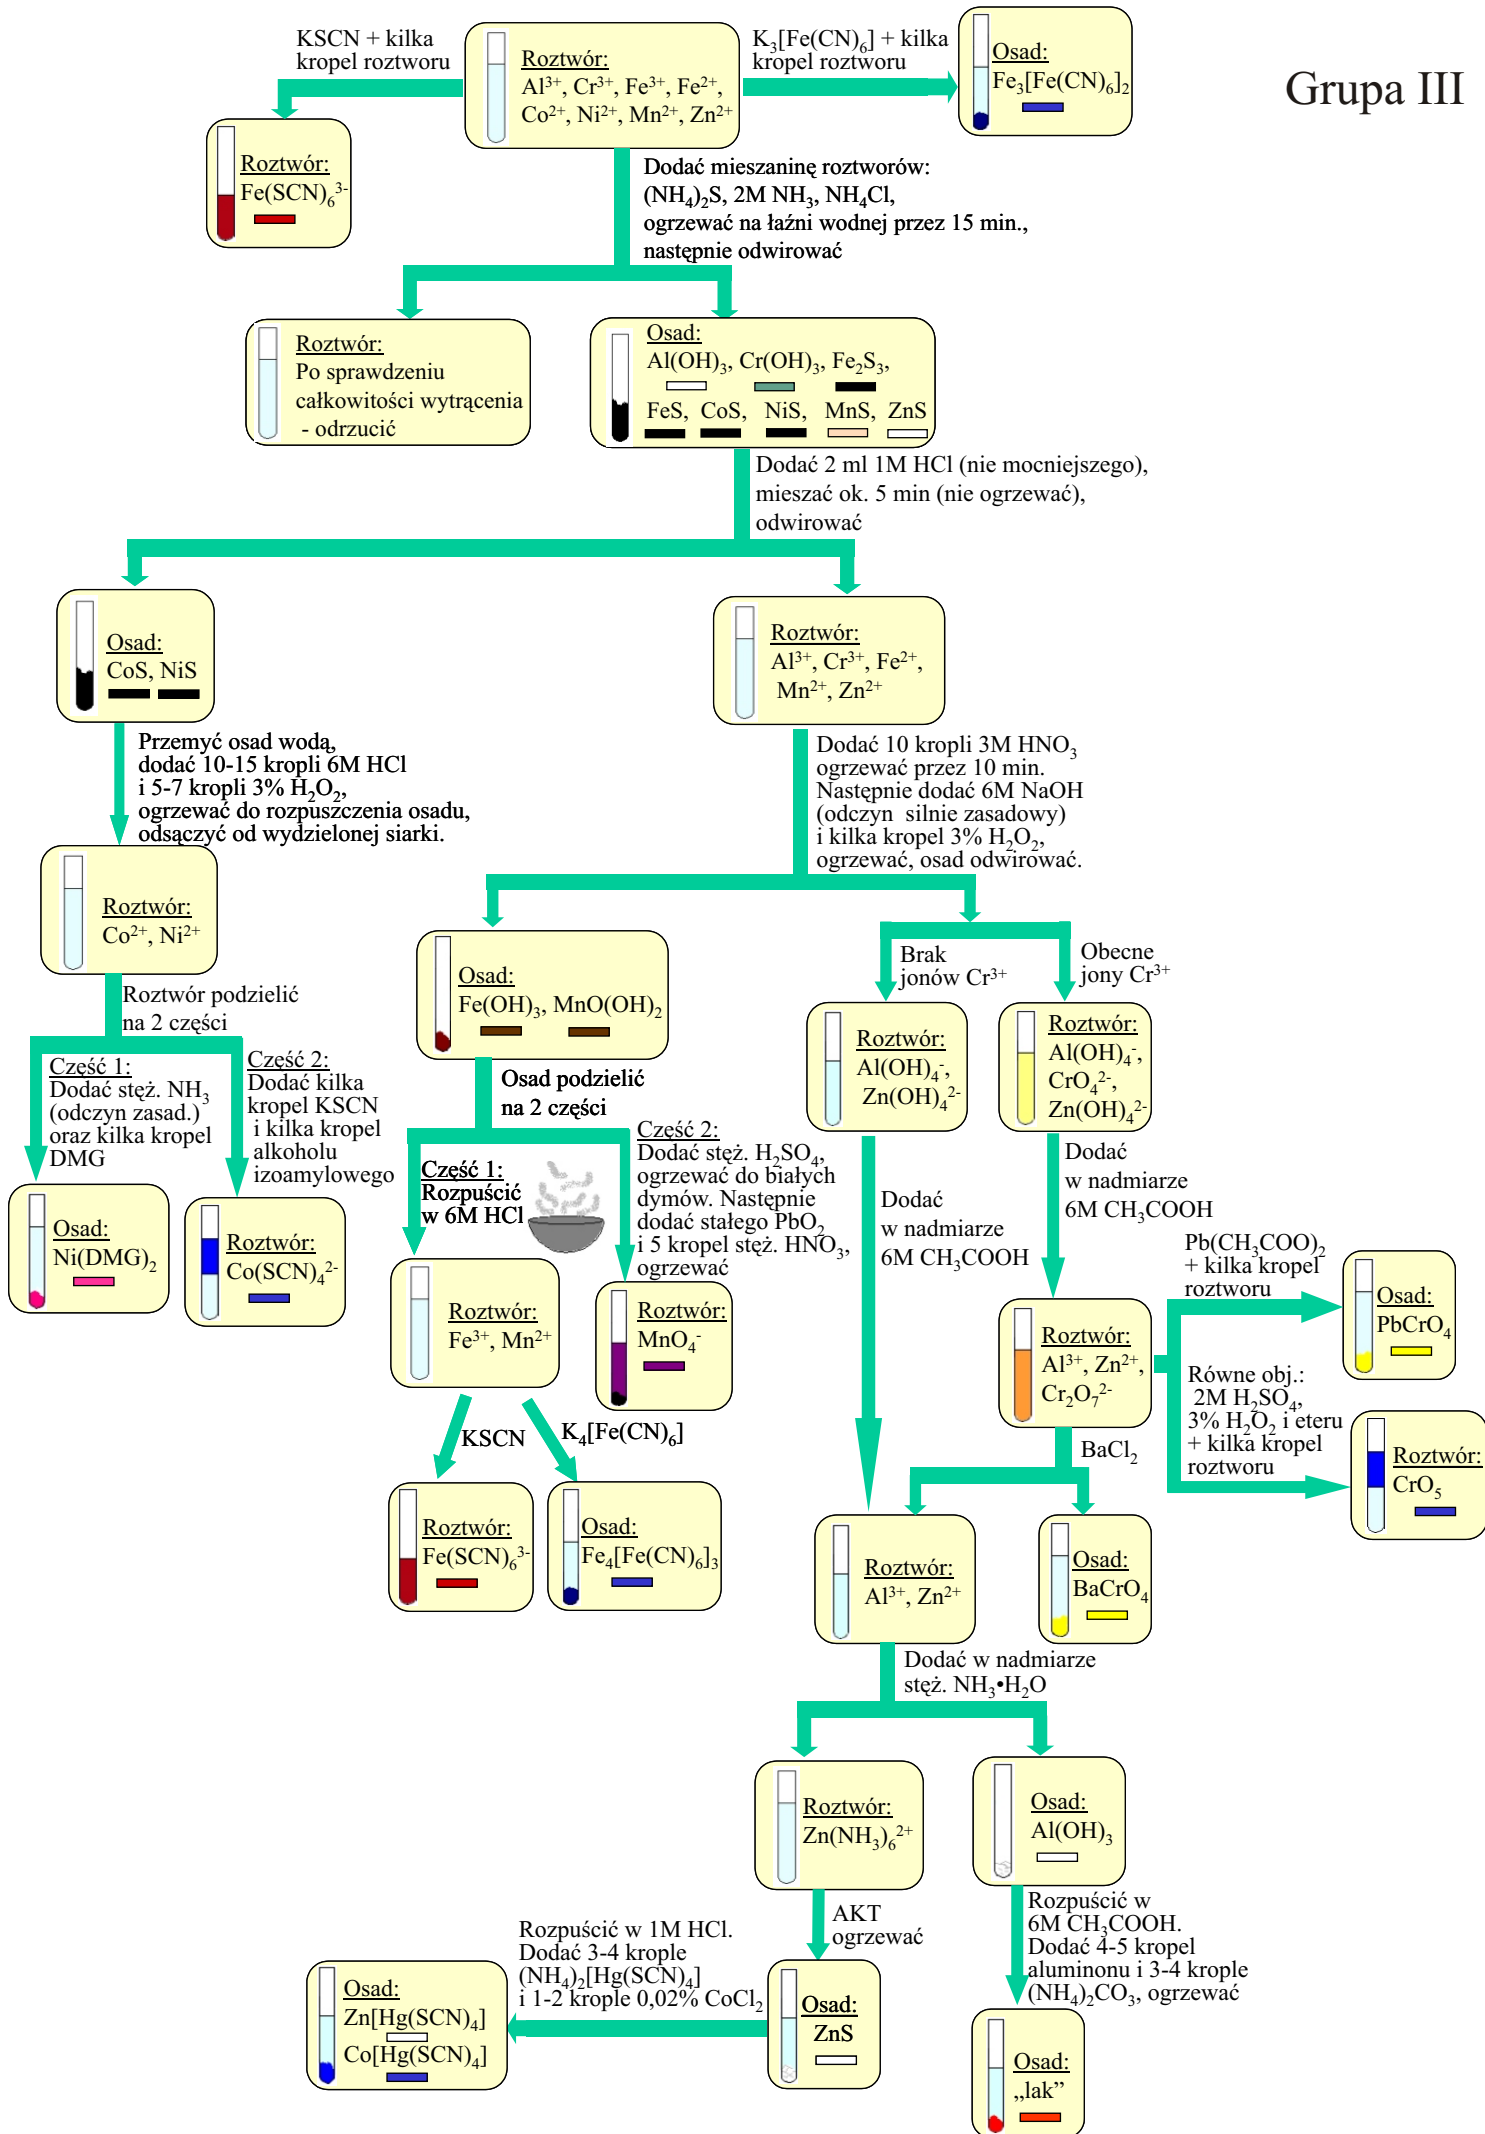 Grupa III
KSCN + kilka
kropel roztworu
Roztwór:
Al³⁺, Cr³⁺, Fe³⁺, Fe²⁺,
Co²⁺, Ni²⁺, Mn²⁺, Zn²⁺
K₃[Fe(CN)₆] + kilka
kropel roztworu
Osad:
Fe₃[Fe(CN)₆]₂
Roztwór:
Fe(SCN)₆³⁻
Dodać mieszaninę roztworów:
(NH₄)₂S, 2M NH₃, NH₄Cl,
ogrzewać na łaźni wodnej przez 15 min.,
następnie odwirować
Roztwór:
Po sprawdzeniu
całkowitości wytrącenia
- odrzucić
Osad:
Al(OH)₃, Cr(OH)₃, Fe₂S₃,
FeS, CoS, NiS, MnS, ZnS
Dodać 2 ml 1M HCl (nie mocniejszego),
mieszać ok. 5 min (nie ogrzewać),
odwirować
Osad:
CoS, NiS
Roztwór:
Al³⁺, Cr³⁺, Fe²⁺,
Mn²⁺, Zn²⁺
Przemyć osad wodą,
dodać 10-15 kropli 6M HCl
i 5-7 kropli 3% H₂O₂,
ogrzewać do rozpuszczenia osadu,
odsączyć od wydzielonej siarki.
Dodać 10 kropli 3M HNO₃
ogrzewać przez 10 min.
Następnie dodać 6M NaOH
(odczyn silnie zasadowy)
i kilka kropel 3% H₂O₂,
ogrzewać, osad odwirować.
Roztwór:
Co²⁺, Ni²⁺
Roztwór podzielić
na 2 części
Część 1:
Dodać stęż. NH₃
(odczyn zasad.)
oraz kilka kropel
DMG
Część 2:
Dodać kilka
kropel KSCN
i kilka kropel
alkoholu
izoamylowego
Osad:
Ni(DMG)₂
Roztwór:
Co(SCN)₄²⁻
Osad:
Fe(OH)₃, MnO(OH)₂
Osad podzielić
na 2 części
Część 1:
Rozpuścić
w 6M HCl
Część 2:
Dodać stęż. H₂SO₄,
ogrzewać do białych
dymów. Następnie
dodać stałego PbO₂
i 5 kropel stęż. HNO₃,
ogrzewać
Roztwór:
Fe³⁺, Mn²⁺
Roztwór:
MnO₄⁻
KSCN
K₄[Fe(CN)₆]
Roztwór:
Fe(SCN)₆³⁻
Osad:
Fe₄[Fe(CN)₆]₃
Brak
jonów Cr³⁺
Obecne
jony Cr³⁺
Roztwór:
Al(OH)₄⁻,
Zn(OH)₄²⁻
Roztwór:
Al(OH)₄⁻,
CrO₄²⁻,
Zn(OH)₄²⁻
Dodać
w nadmiarze
6M CH₃COOH
Dodać
w nadmiarze
6M CH₃COOH
Roztwór:
Al³⁺, Zn²⁺,
Cr₂O₇²⁻
Pb(CH₃COO)₂
+ kilka kropel
roztworu
Osad:
PbCrO₄
Równe obj.:
2M H₂SO₄,
3% H₂O₂ i eteru
+ kilka kropel
roztworu
Roztwór:
CrO₅
BaCl₂
Roztwór:
Al³⁺, Zn²⁺
Osad:
BaCrO₄
Dodać w nadmiarze
stęż. NH₃•H₂O
Roztwór:
Zn(NH₃)₆²⁺
Osad:
Al(OH)₃
AKT
ogrzewać
Rozpuścić w
6M CH₃COOH.
Dodać 4-5 kropel
aluminonu i 3-4 krople
(NH₄)₂CO₃, ogrzewać
Rozpuścić w 1M HCl.
Dodać 3-4 krople
(NH₄)₂[Hg(SCN)₄]
i 1-2 krople 0,02% CoCl₂
Osad:
Zn[Hg(SCN)₄]
Co[Hg(SCN)₄]
Osad:
ZnS
Osad:
„lak”